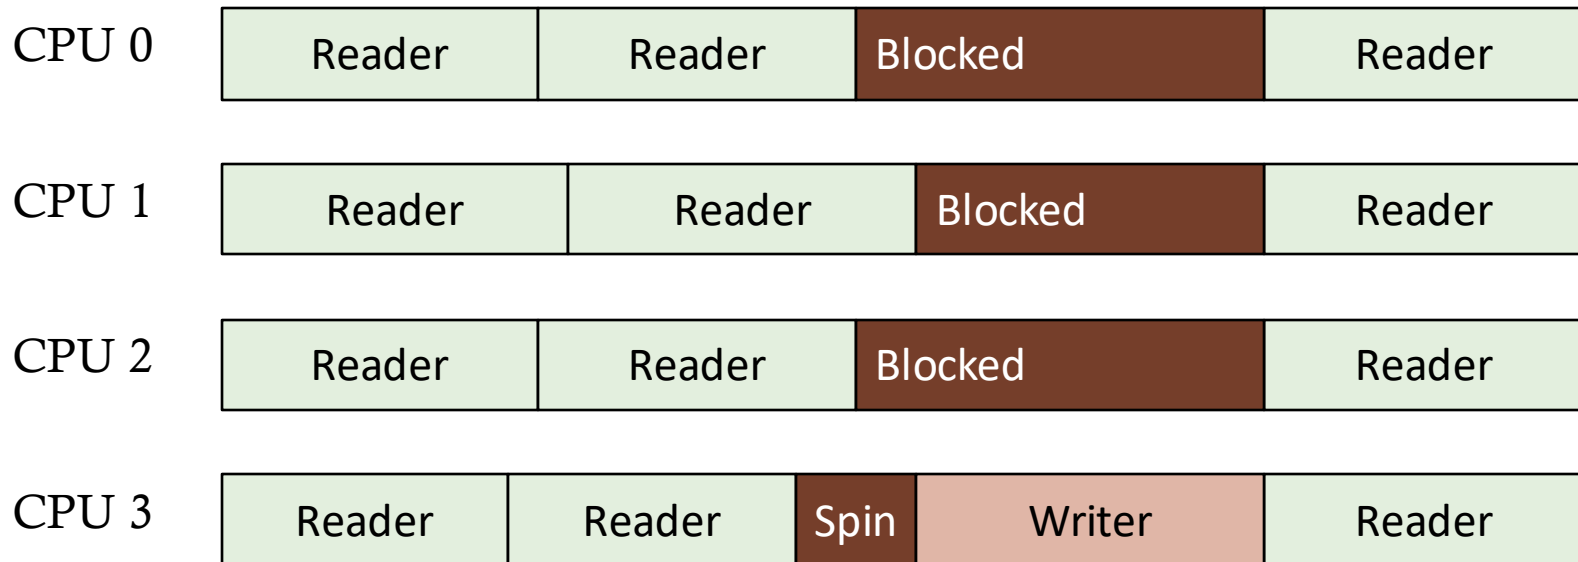 CPU 0 Reader Reader Blocked Reader
CPU 1 Reader Reader Blocked Reader
CPU 2 Reader Reader Blocked Reader
CPU 3 Reader Reader Spin Writer Reader